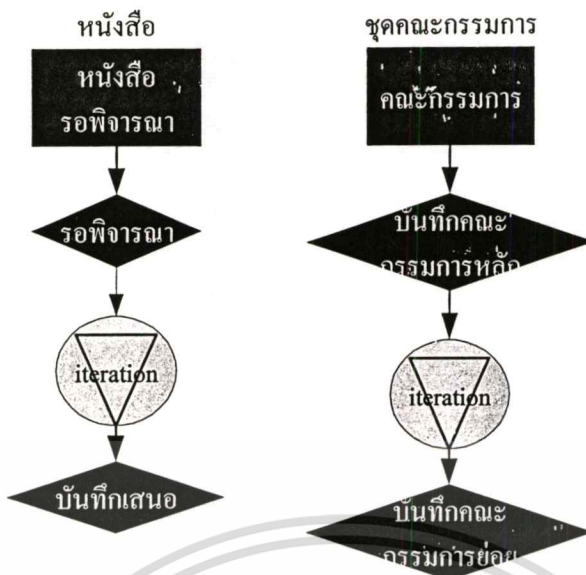 หนังสือ
หนังสือ
รอพิจารณา
รอพิจารณา
iteration
บันทึกเสนอ
ชุดคณะกรรมการ
คณะกรรมการ
บันทึกคณะ
กรรมการหลัก
iteration
บันทึกคณะ
กรรมการย่อย